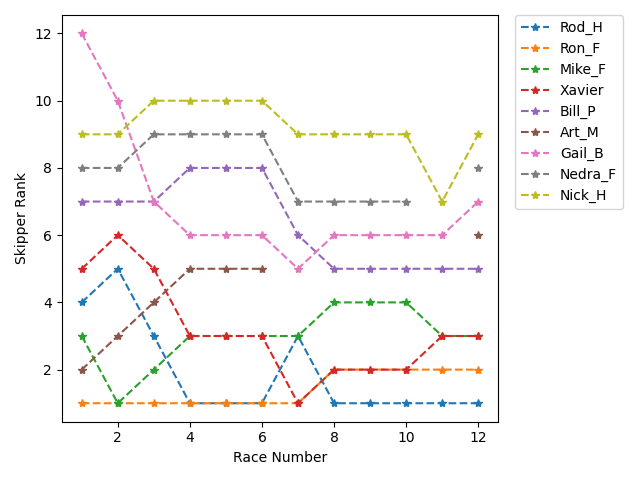 12
10
8
6
4
2
Skipper Rank
2 4 6 8 10 12
Race Number
Rod_H
Ron_F
Mike_F
Xavier
Bill_P
Art_M
Gail_B
Nedra_F
Nick_H